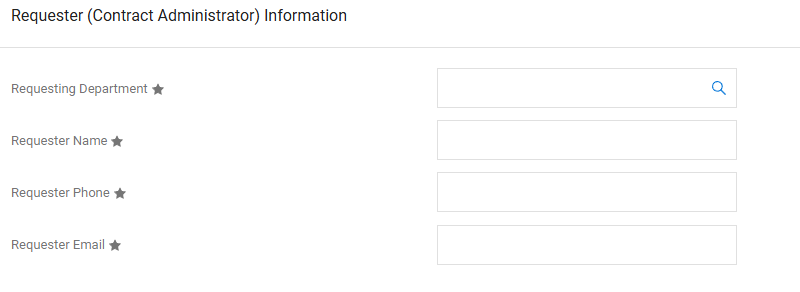 Requester (Contract Administrator) Information
Requesting Department ★
Requester Name ★
Requester Phone ★
Requester Email ★